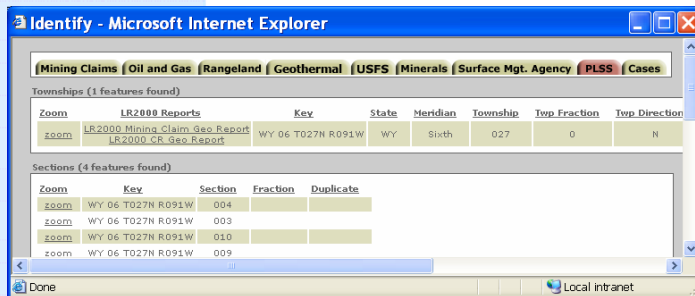 Identify - Microsoft Internet Explorer
Mining Claims Oil and Gas Rangeland Geothermal USFS Minerals Surface Mgt. Agency PLSS Cases
Townships (1 features found)
Zoom LR2000 Reports Key State Meridian Township Twp Fraction Twp Direction
zoom LR2000 Mining Claim Geo Report WY 06 T027N R091W WY Sixth 027 0 N
LR2000 CR Geo Report
Sections (4 features found)
Zoom Key Section Fraction Duplicate
zoom WY 06 T027N R091W 004
zoom WY 06 T027N R091W 003
zoom WY 06 T027N R091W 010
zoom WY 06 T027N R091W 009
Done Local intranet